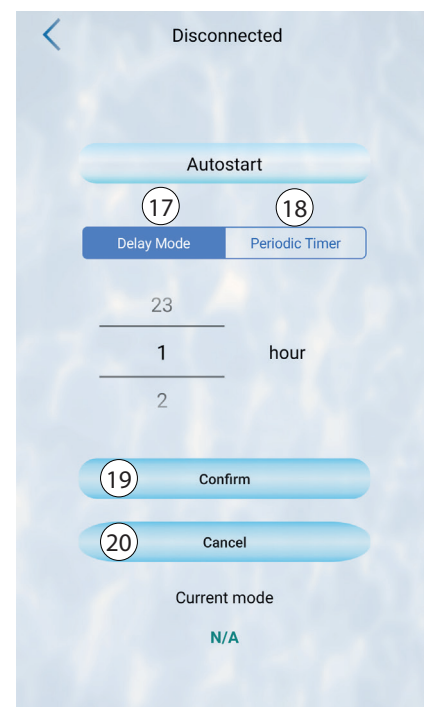 Disconnected
Autostart
17 18
Delay Mode Periodic Timer
23
1 hour
2
19 Confirm
20 Cancel
Current mode
N/A